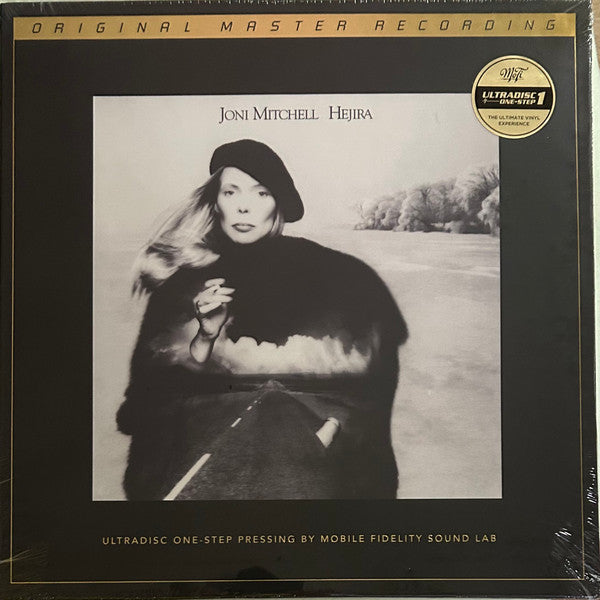 ORIGINAL MASTER RECORDING
MoFi
ULTRADISC
ONE-STEP 1
THE ULTIMATE VINYL
EXPERIENCE
JONI MITCHELL HEJIRA
ULTRADISC ONE-STEP PRESSING BY MOBILE FIDELITY SOUND LAB